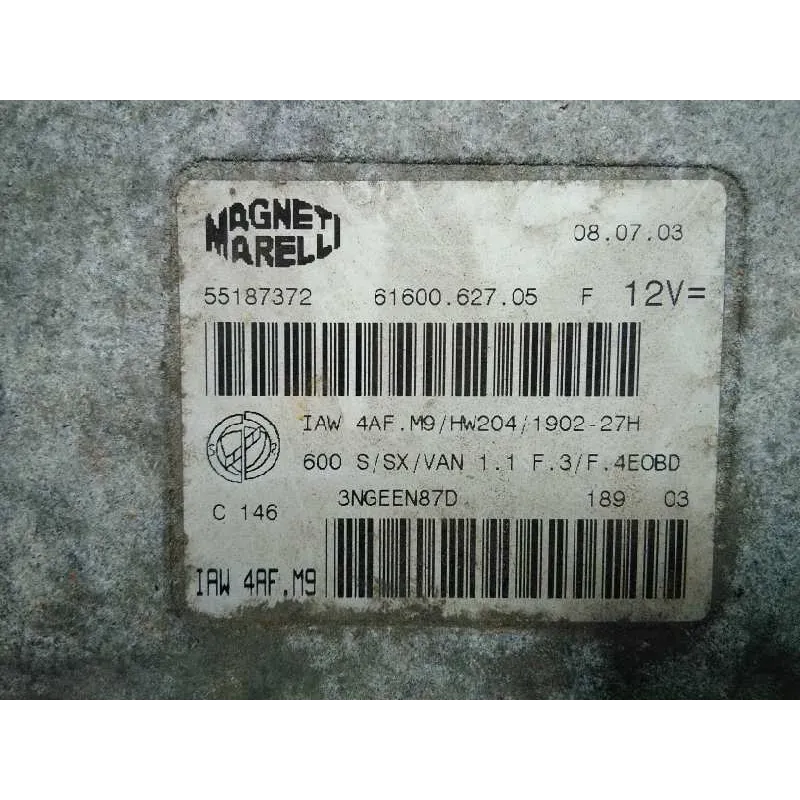 MAGNETI
MARELLI
08.07.03
55187372 61600.627.05 F 12V=
IAW 4AF.M9/HW204/1902-27H
600 S/SX/VAN 1.1 F.3/F.4EOBD
C 146 3NGEEN87D 189 03
IAW 4AF.M9